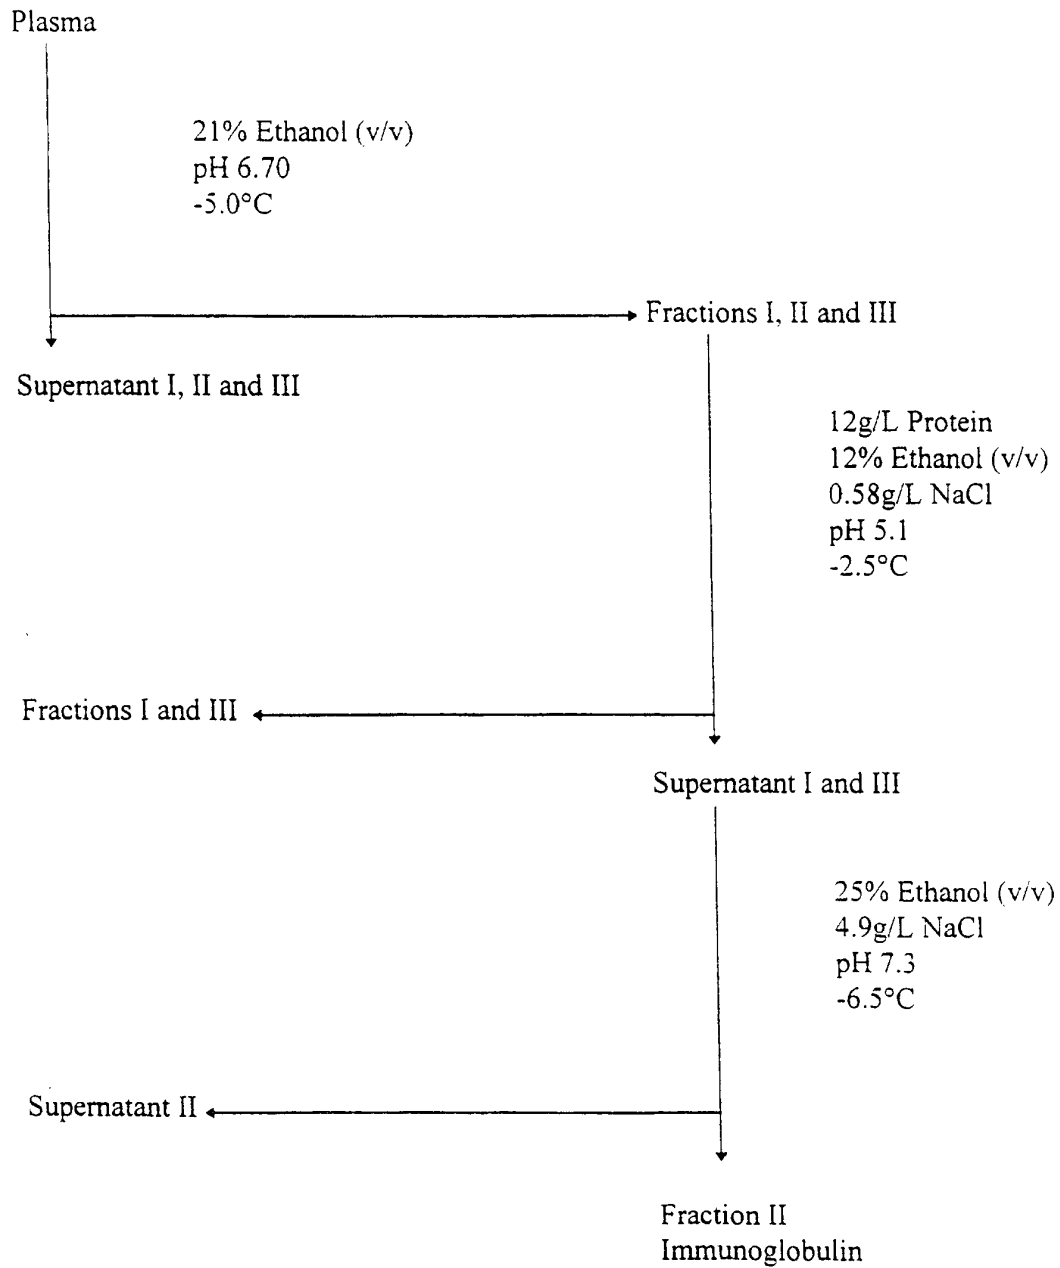 Plasma
21% Ethanol (v/v)
pH 6.70
-5.0°C
Fractions I, II and III
Supernatant I, II and III
12g/L Protein
12% Ethanol (v/v)
0.58g/L NaCl
pH 5.1
-2.5°C
Fractions I and III
Supernatant I and III
25% Ethanol (v/v)
4.9g/L NaCl
pH 7.3
-6.5°C
Supernatant II
Fraction II
Immunoglobulin